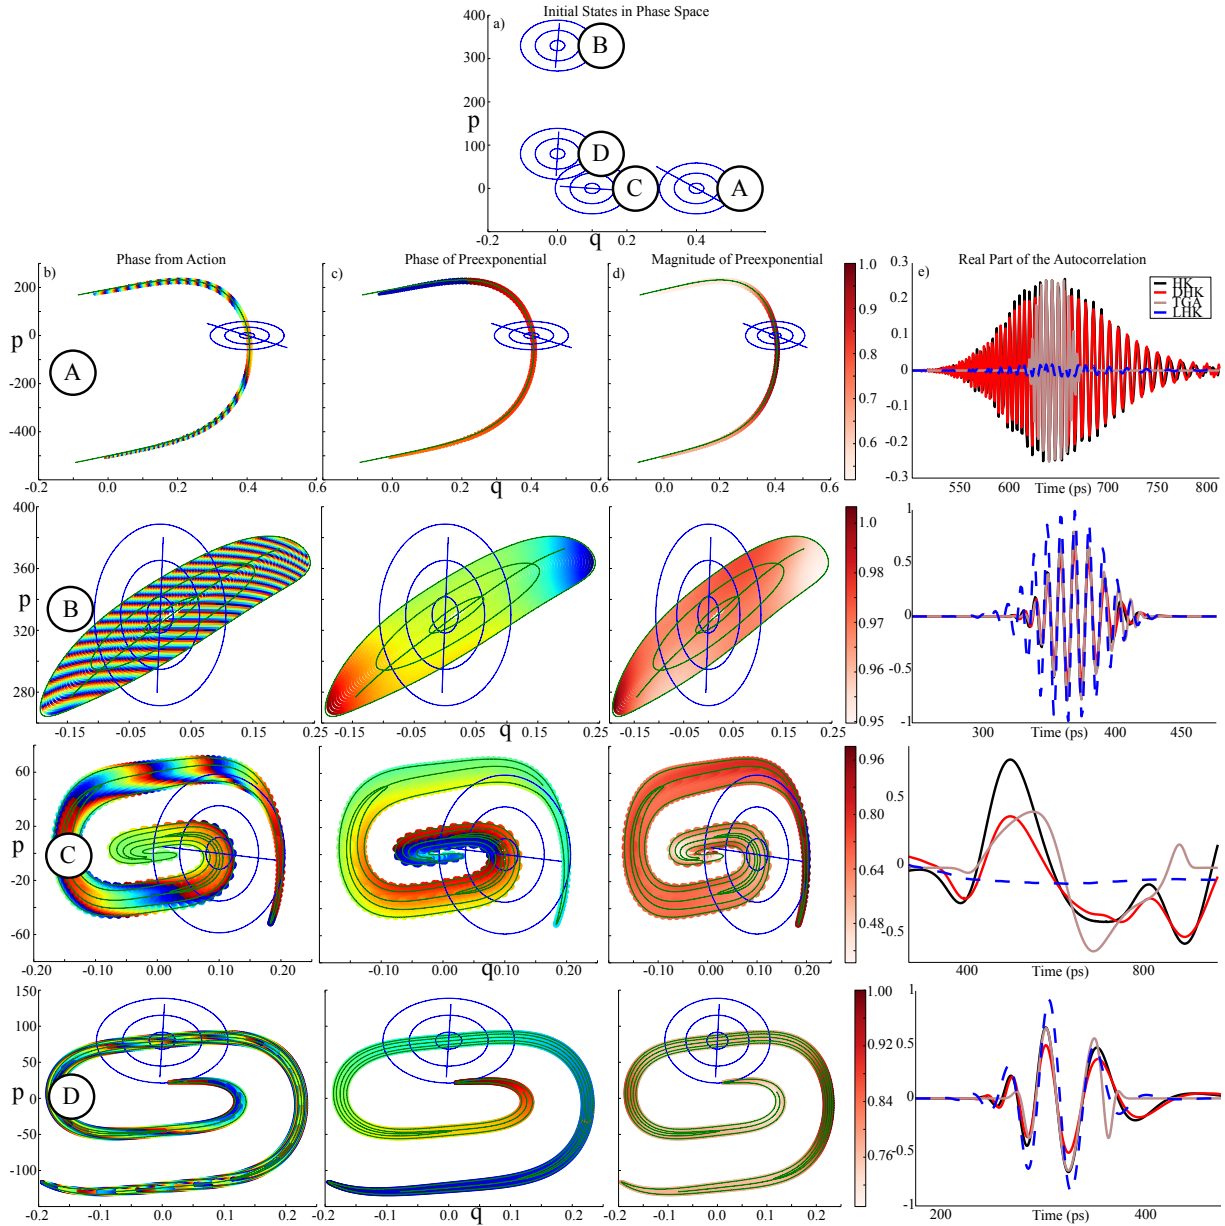 Initial States in Phase Space
a)
400
300
200
100
0
p
B
D
C
A
-0.2 0.0 0.2 0.4
q
Phase from Action
Phase of Preexponential
Magnitude of Preexponential
Real Part of the Autocorrelation
b)
c)
d)
e)
200
0
-200
-400
p
A
-0.2 0.0 0.2 0.4 0.6
-0.2 0.0 0.2 0.4 0.6
-0.2 0.0 0.2 0.4 0.6
q
1.0
0.9
0.8
0.7
0.6
0.3
0.2
0.1
0
-0.1
-0.2
-0.3
HK
DHK
TGA
LHK
550 600 650 700 750 800
Time (ps)
400
360
320
280
p
B
-0.15 -0.05 0.05 0.15 0.25
-0.15 -0.05 0.05 0.15 0.25
-0.15 -0.05 0.05 0.15 0.25
q
1.0
0.98
0.97
0.96
0.95
1
0.5
0
-0.5
-1
300 400 450
Time (ps)
60
20
-20
-60
p
C
-0.20 -0.10 0.00 0.10 0.20
-0.10 0.00 0.10 0.20
-0.10 0.00 0.10 0.20
q
0.96
0.80
0.64
0.48
0.5
0
-0.5
400 800
Time (ps)
150
100
50
0
-50
-100
p
D
-0.2 -0.1 0.0 0.1 0.2
-0.2 -0.1 0.0 0.1 0.2
-0.2 -0.1 0.0 0.1 0.2
q
1.00
0.92
0.84
0.76
1
0.5
0
-0.5
-1
200 400
Time (ps)